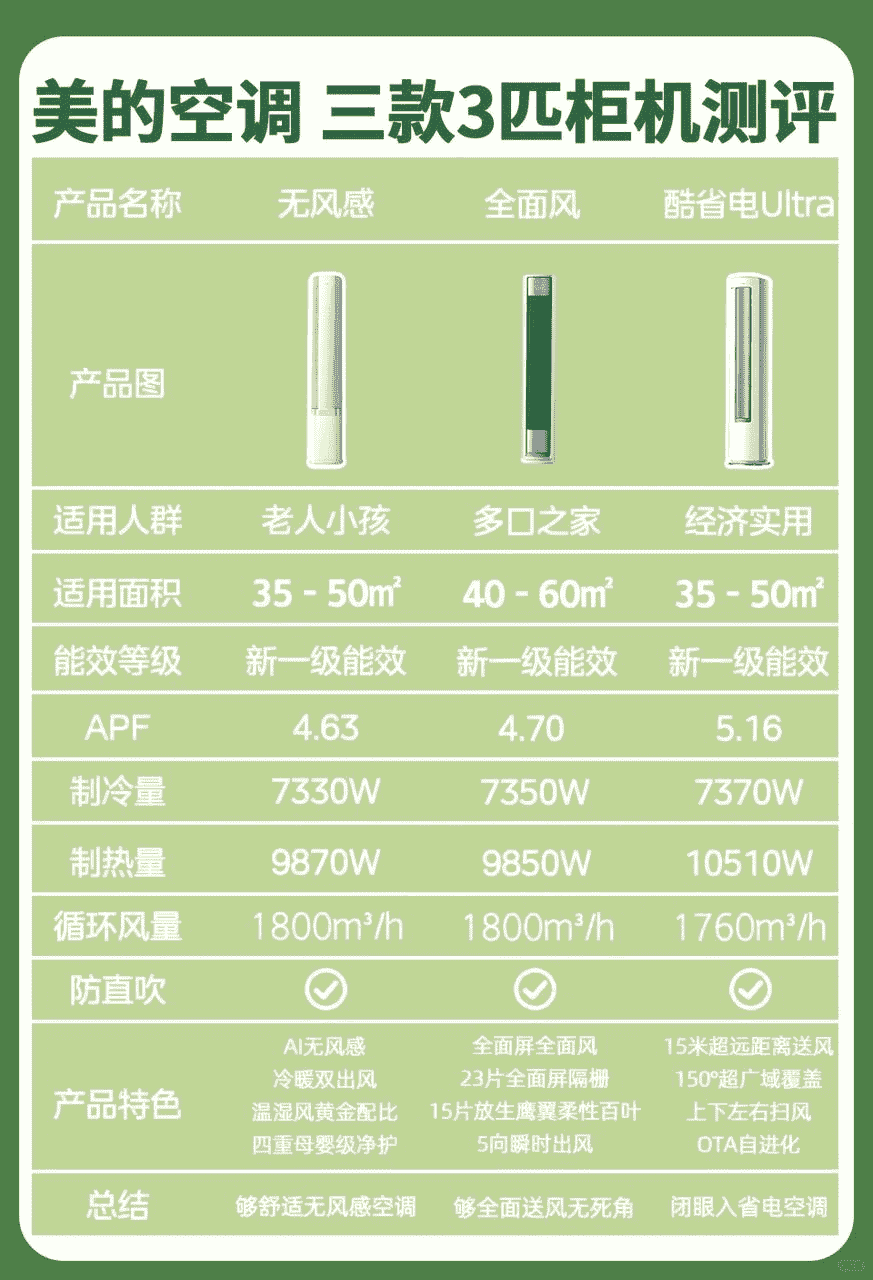 美的空调 三款3匹柜机测评
产品名称 无风感 全面风 酷省电Ultra
产品图
适用人群 老人小孩 多口之家 经济实用
适用面积 35 - 50㎡ 40 - 60㎡ 35 - 50㎡
能效等级 新一级能效 新一级能效 新一级能效
APF 4.63 4.70 5.16
制冷量 7330W 7350W 7370W
制热量 9870W 9850W 10510W
循环风量 1800m³/h 1800m³/h 1760m³/h
防直吹
产品特色
AI无风感 全面屏全面风 15米超远距离送风
冷暖双出风 23片全面屏隔栅 150°超广域覆盖
温湿风黄金配比 15片放生鹰翼柔性百叶 上下左右扫风
四重母婴级净护 5向瞬时出风 OTA自进化
总结 够舒适无风感空调 够全面送风无死角 闭眼入省电空调